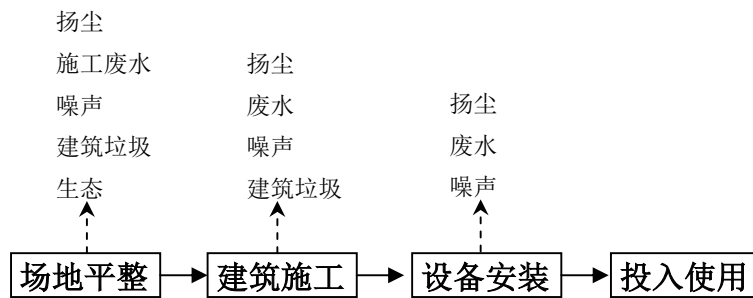 扬尘
施工废水
噪声
建筑垃圾
生态
扬尘
废水
噪声
建筑垃圾
扬尘
废水
噪声
场地平整
建筑施工
设备安装
投入使用